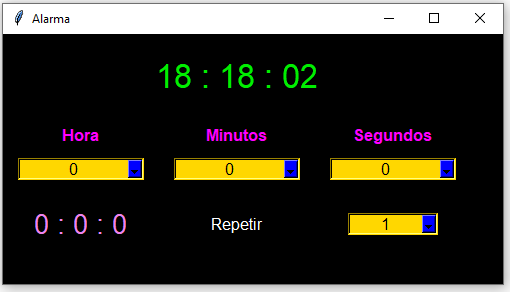 Alarma
18 : 18 : 02
Hora Minutos Segundos
0 0 0
0 : 0 : 0 Repetir 1